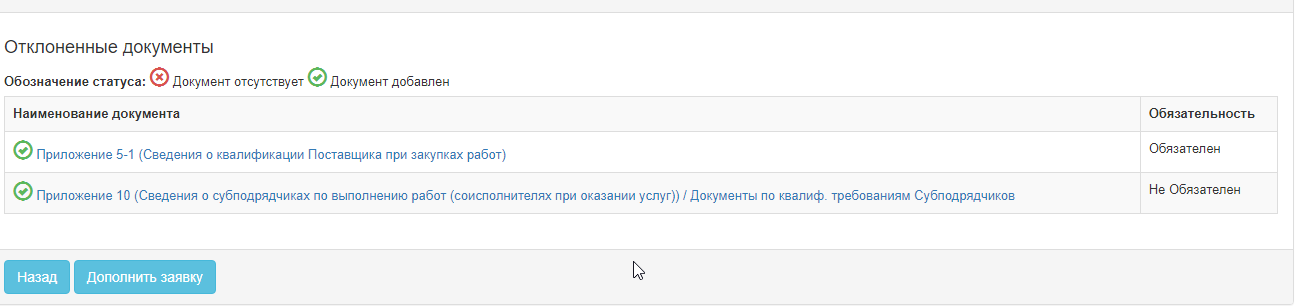 Отклоненные документы
Обозначение статуса: Документ отсутствует Документ добавлен
Наименование документа Обязательность
Приложение 5-1 (Сведения о квалификации Поставщика при закупках работ) Обязателен
Приложение 10 (Сведения о субподрядчиках по выполнению работ (соисполнителях при оказании услуг)) / Документы по квалиф. требованиям Субподрядчиков Не Обязателен
Назад Дополнить заявку